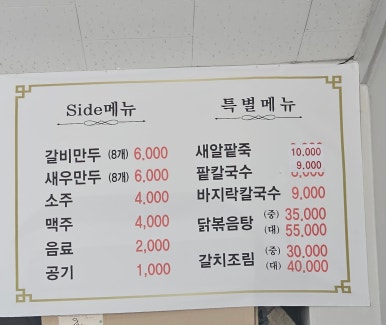 Side메뉴
갈비만두 (8개) 6.000
새우만두 (8개) 6.000
소주 4,000
맥주 4,000
음료 2,000
공기 1,000
특별메뉴
새알팥죽 10.000
팥칼국수 9.000
바지락칼국수 9,000
닭볶음탕 (중) 35,000
(대) 55,000
갈치조림 (중) 30,000
(대) 40,000